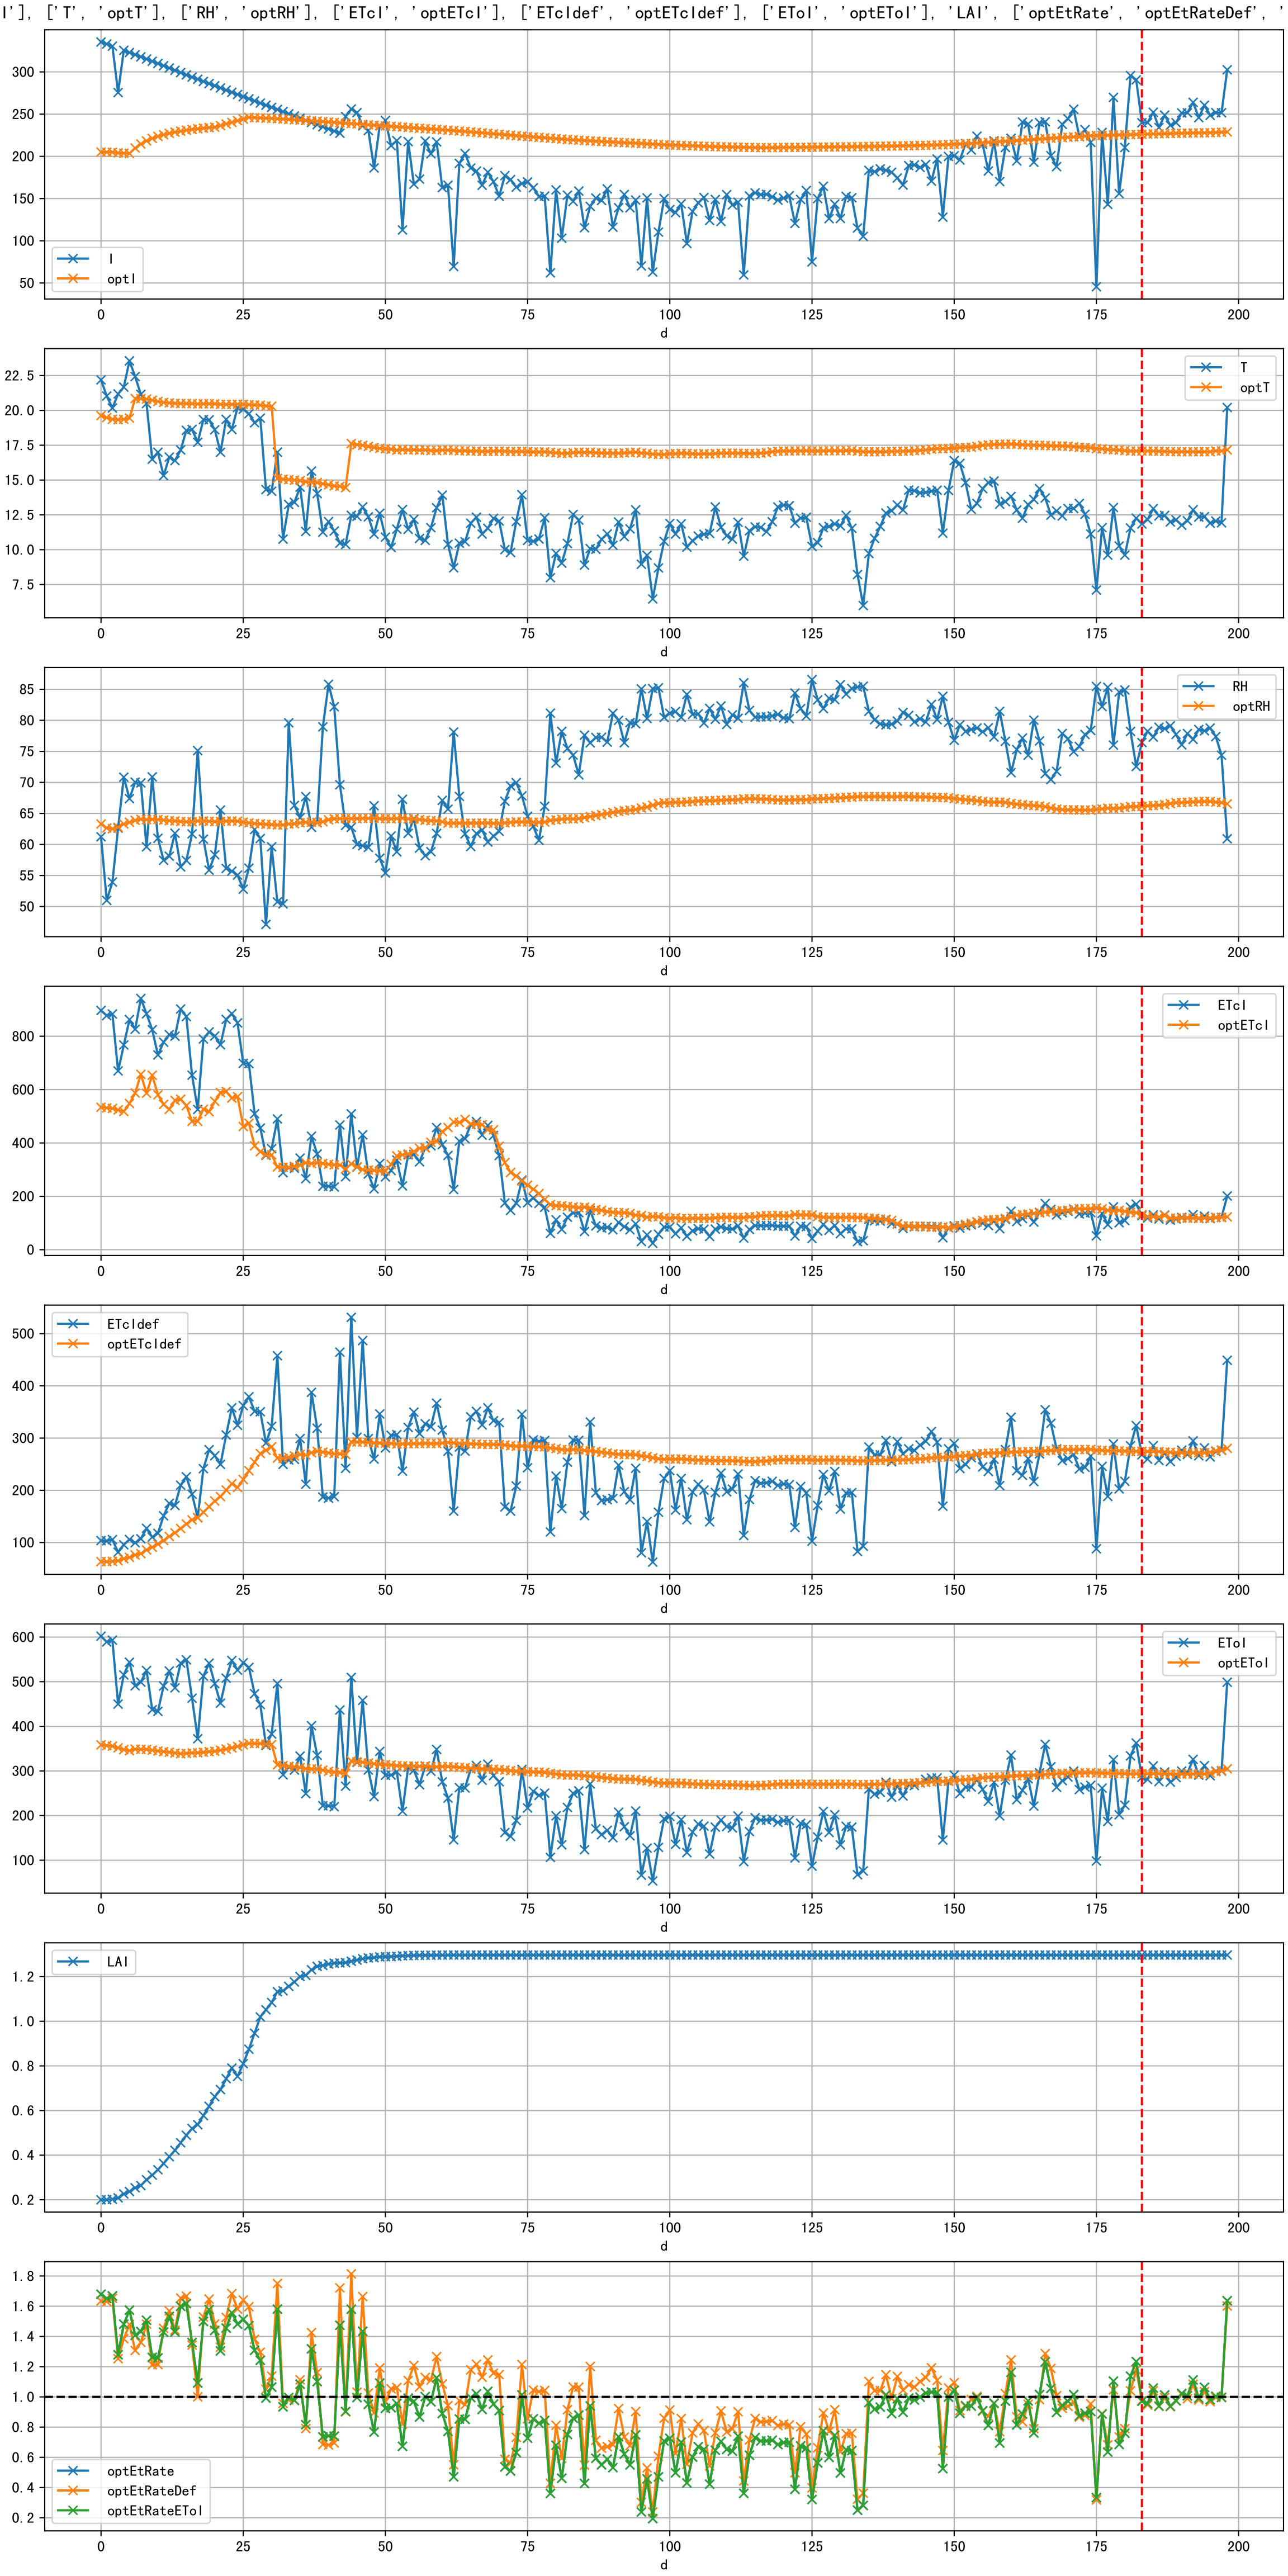 I'], ['T', 'optT'], ['RH', 'optRH'], ['ETcI', 'optETcI'], ['ETcIdef', 'optETcIdef'], ['EToI', 'optEToI'], 'LAI', ['optEtRate', 'optEtRateDef', '
300
250
200
150
100
50
I
optI
0 25 50 75 100 125 150 175 200
d
22.5
20.0
17.5
15.0
12.5
10.0
7.5
T
optT
0 25 50 75 100 125 150 175 200
d
85
80
75
70
65
60
55
50
RH
optRH
0 25 50 75 100 125 150 175 200
d
800
600
400
200
0
ETcI
optETcI
0 25 50 75 100 125 150 175 200
d
500
400
300
200
100
ETcIdef
optETcIdef
0 25 50 75 100 125 150 175 200
d
600
500
400
300
200
100
EToI
optEToI
0 25 50 75 100 125 150 175 200
d
1.2
1.0
0.8
0.6
0.4
0.2
LAI
0 25 50 75 100 125 150 175 200
d
1.8
1.6
1.4
1.2
1.0
0.8
0.6
0.4
0.2
optEtRate
optEtRateDef
optEtRateEToI
0 25 50 75 100 125 150 175 200
d